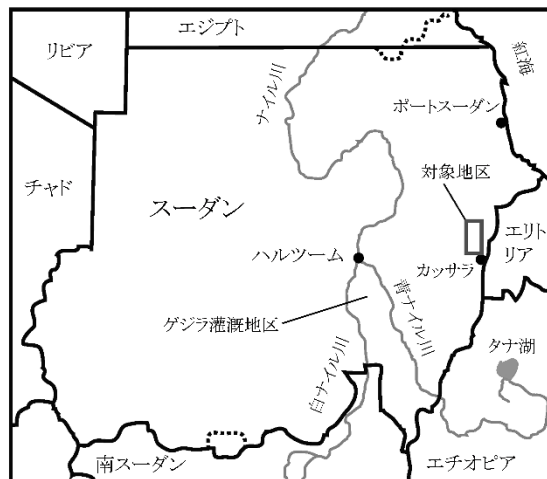 エジプト
リビア
紅海
ナイル川
ポートスーダン
チャド
対象地区
スーダン
エリト
リア
ハルツーム
カッサラ
青ナイル川
ゲジラ灌漑地区
タナ湖
白ナイル川
南スーダン
エチオピア